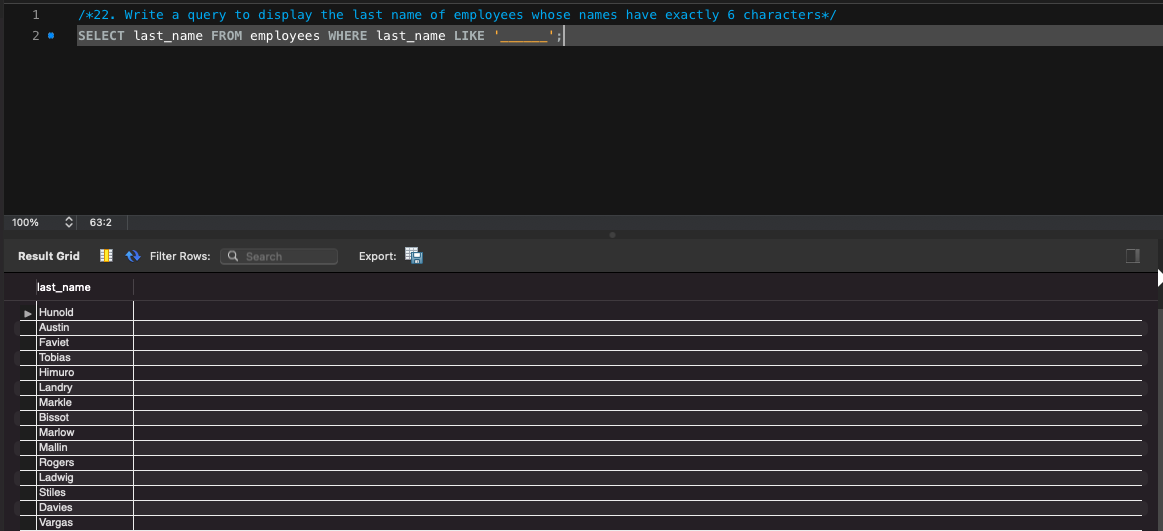 1 /*22. Write a query to display the last name of employees whose names have exactly 6 characters*/
2 SELECT last_name FROM employees WHERE last_name LIKE '______';
100% 63:2
Result Grid Filter Rows: Search Export:
last_name
Hunold
Austin
Faviet
Tobias
Himuro
Landry
Markle
Bissot
Marlow
Mallin
Rogers
Ladwig
Stiles
Davies
Vargas